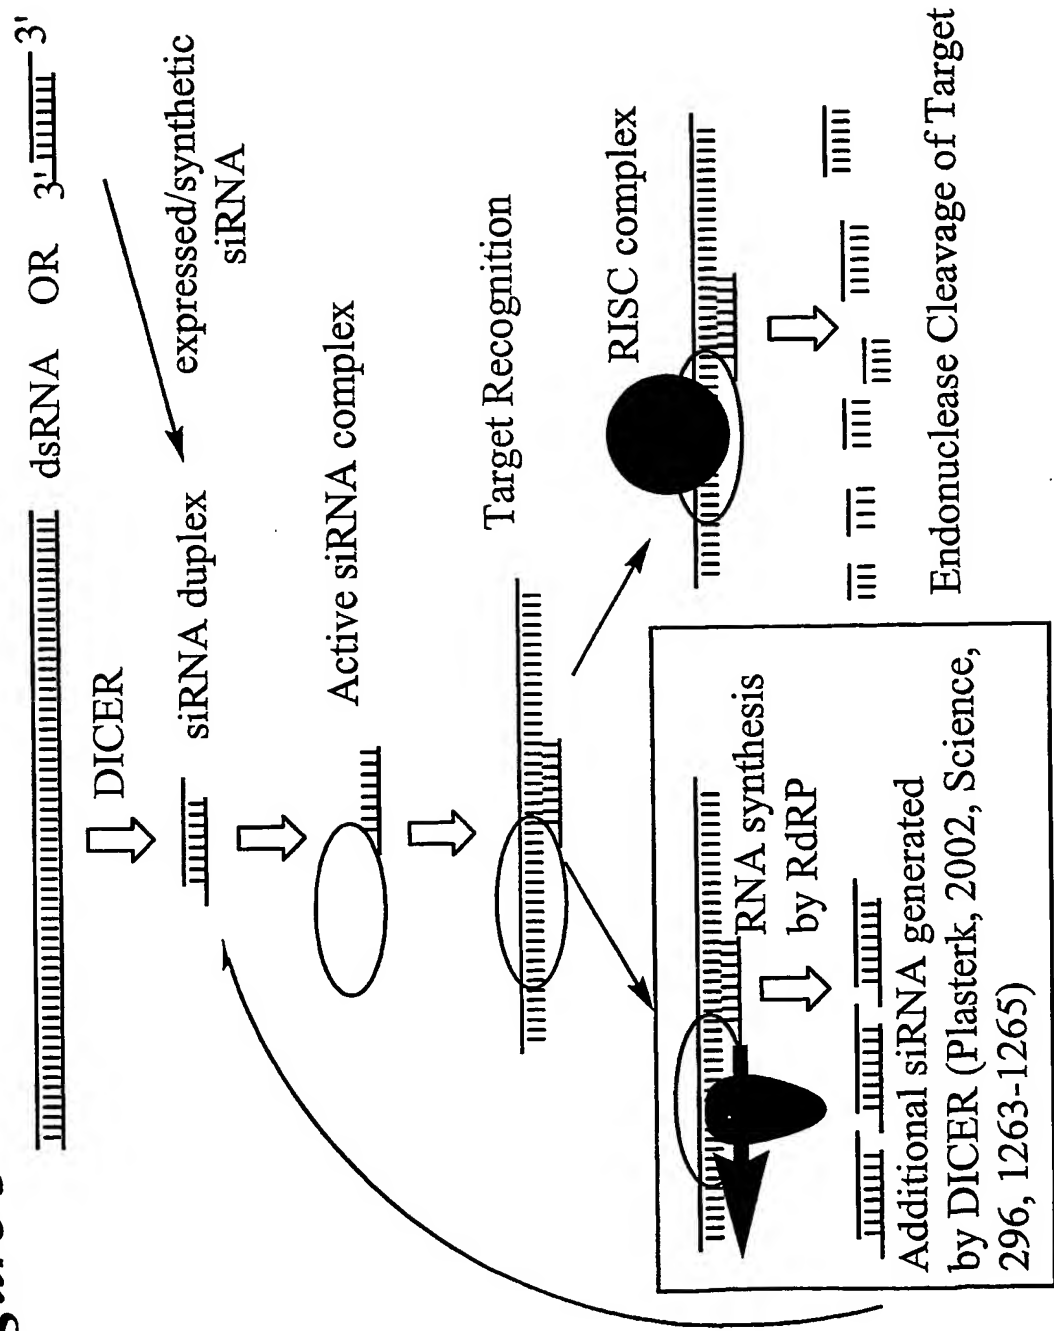 dsRNA OR 3' 3'
DICER
expressed/synthetic
siRNA
siRNA duplex
Active siRNA complex
Target Recognition
RISC complex
RNA synthesis
by RdRP
Additional siRNA generated
by DICER (Plasterk, 2002, Science,
296, 1263-1265)
Endonuclease Cleavage of Target